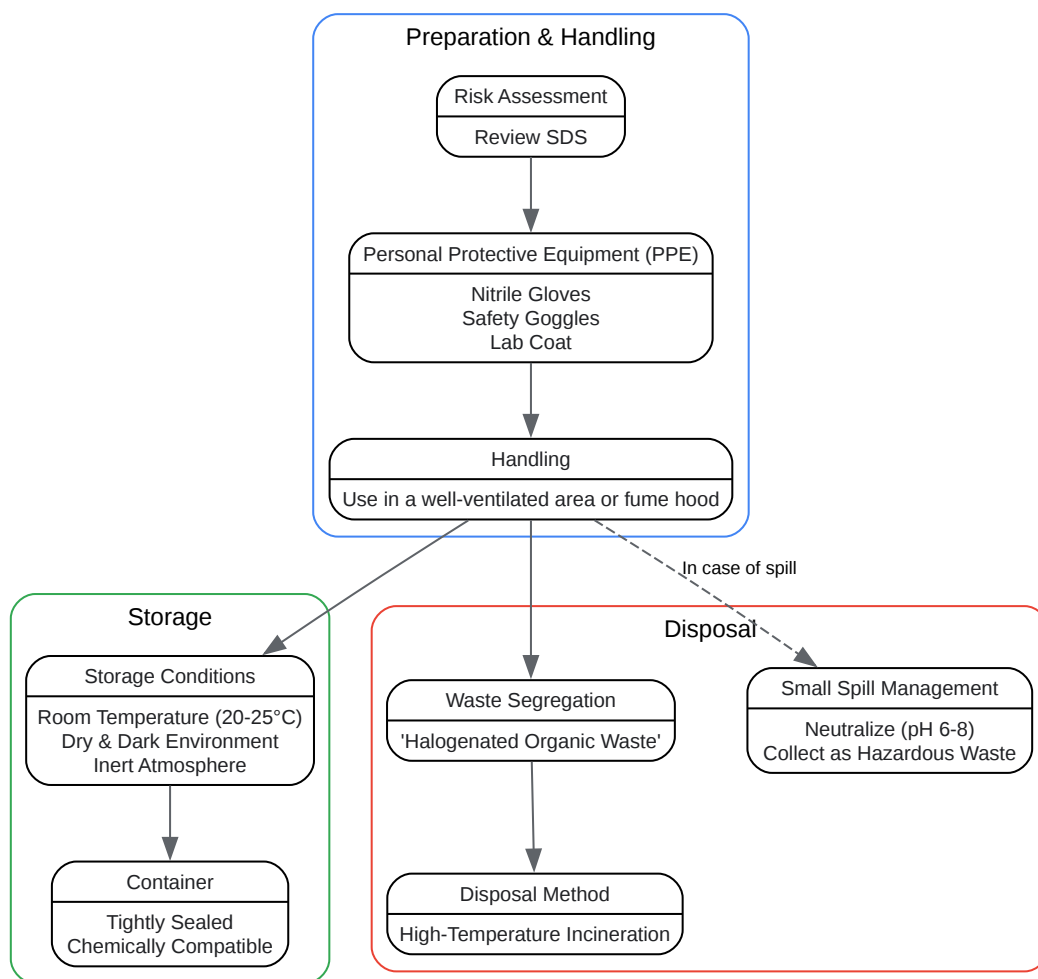 Preparation & Handling
Risk Assessment
Review SDS
Personal Protective Equipment (PPE)
Nitrile Gloves
Safety Goggles
Lab Coat
Handling
Use in a well-ventilated area or fume hood
In case of spill
Storage
Storage Conditions
Room Temperature (20-25°C)
Dry & Dark Environment
Inert Atmosphere
Container
Tightly Sealed
Chemically Compatible
Disposal
Waste Segregation
'Halogenated Organic Waste'
Disposal Method
High-Temperature Incineration
Small Spill Management
Neutralize (pH 6-8)
Collect as Hazardous Waste